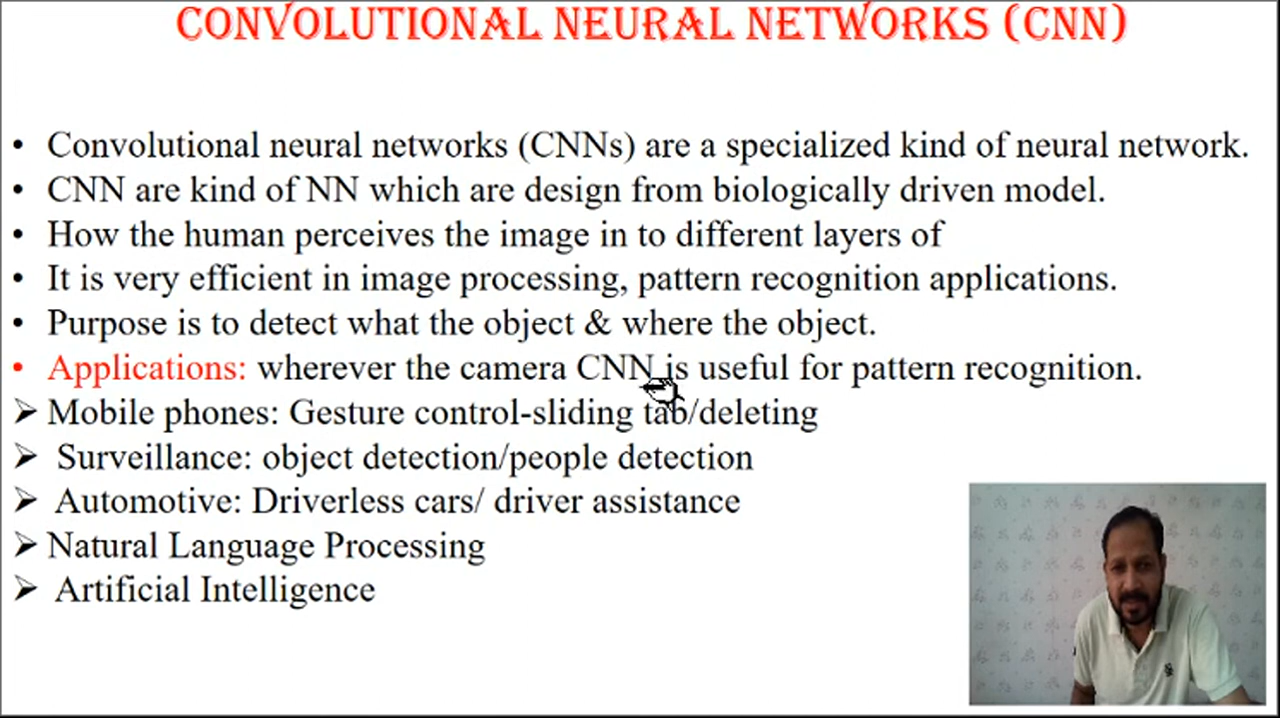 CONVOLUTIONAL NEURAL NETWORKS (CNN)
• Convolutional neural networks (CNNs) are a specialized kind of neural network.
• CNN are kind of NN which are design from biologically driven model.
• How the human perceives the image in to different layers of
• It is very efficient in image processing, pattern recognition applications.
• Purpose is to detect what the object & where the object.
• Applications: wherever the camera CNN is useful for pattern recognition.
➢ Mobile phones: Gesture control-sliding tab/deleting
➢ Surveillance: object detection/people detection
➢ Automotive: Driverless cars/ driver assistance
➢ Natural Language Processing
➢ Artificial Intelligence